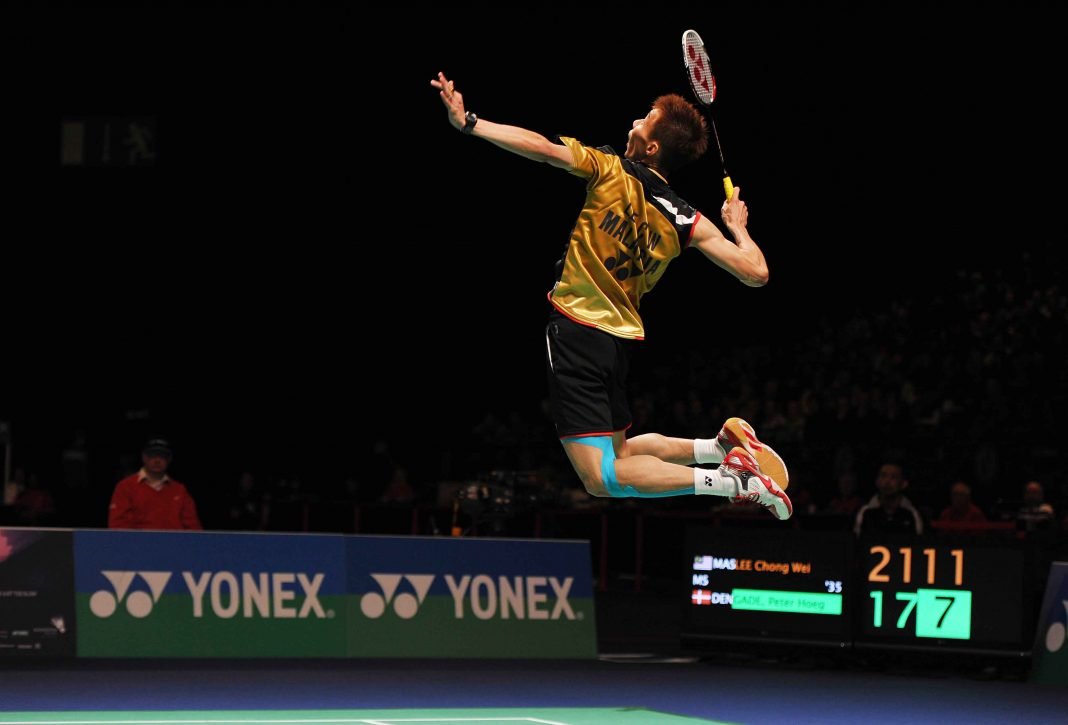 MALAYSIA
YONEX®
YONEX®
MAS LEE Chong Wei
MS '35
DEN GADE, Peter Hoeg
21 11
17 7